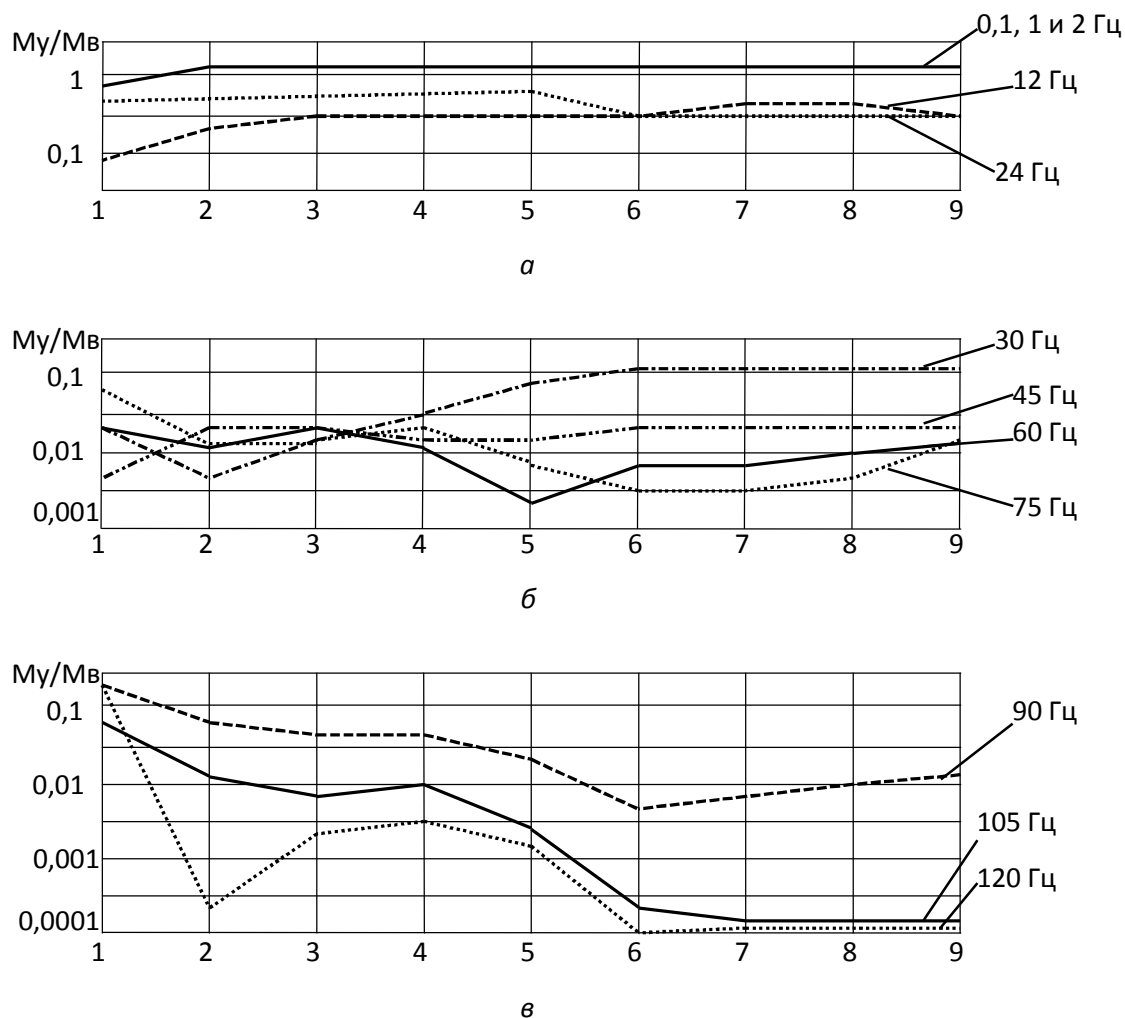 Му/Мв
0,1, 1 и 2 Гц
1
12 Гц
0,1
24 Гц
1 2 3 4 5 6 7 8 9
а
Му/Мв
30 Гц
0,1
45 Гц
60 Гц
0,01
75 Гц
0,001
1 2 3 4 5 6 7 8 9
б
Му/Мв
0,1
90 Гц
0,01
105 Гц
0,001
120 Гц
0,0001
1 2 3 4 5 6 7 8 9
в